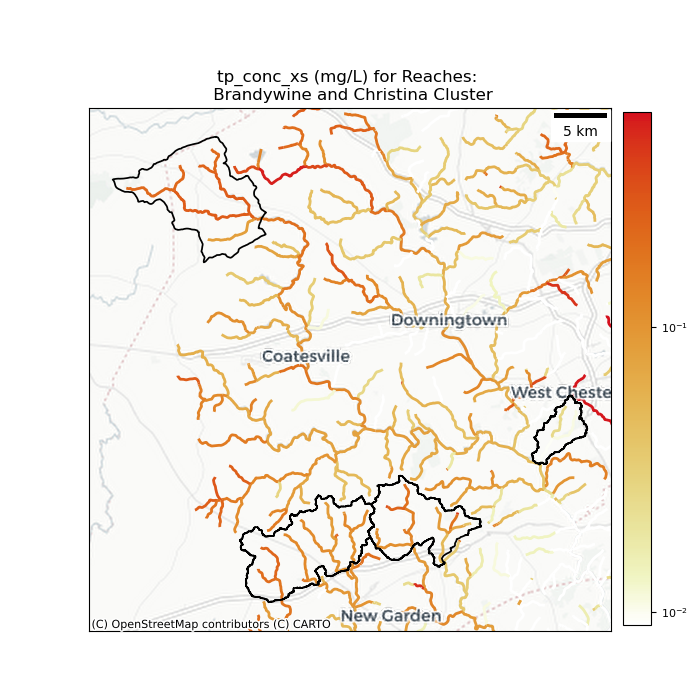 tp_conc_xs (mg/L) for Reaches:
Brandywine and Christina Cluster
5 km
Downingtown
Coatesville
West Cheste
New Garden
(C) OpenStreetMap contributors (C) CARTO
10⁻¹
10⁻²